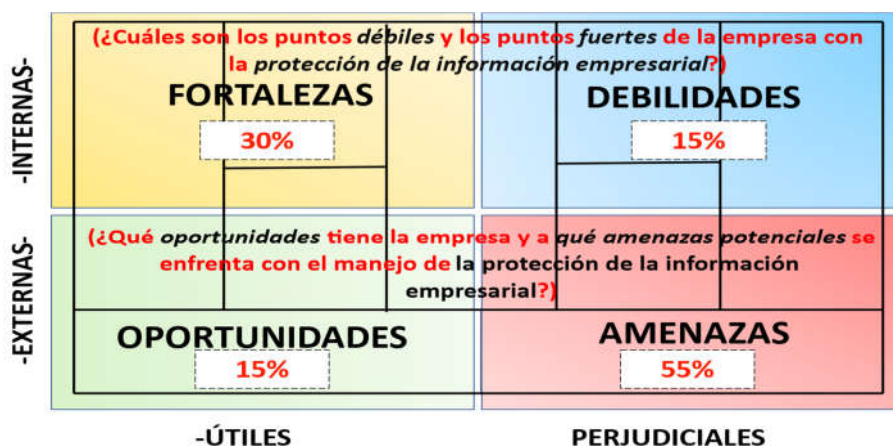 (¿Cuáles son los puntos débiles y los puntos fuertes de la empresa con
la protección de la información empresarial?)
-INTERNAS-
FORTALEZAS
30%
DEBILIDADES
15%
(¿Qué oportunidades tiene la empresa y a qué amenazas potenciales se
enfrenta con el manejo de la protección de la información
empresarial?)
-EXTERNAS-
OPORTUNIDADES
15%
AMENAZAS
55%
-ÚTILES
PERJUDICIALES